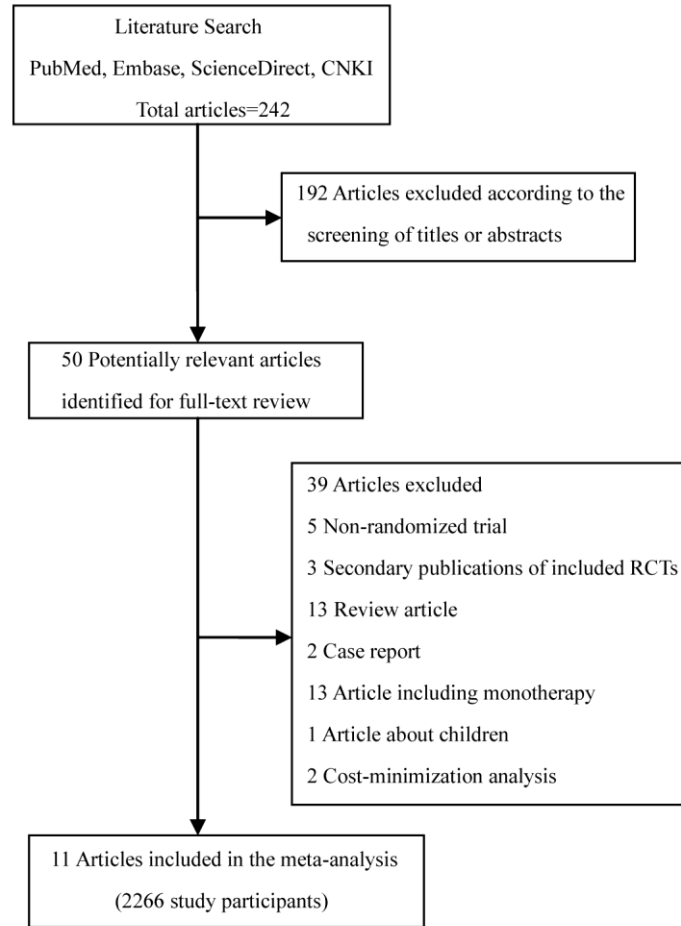 Literature Search
PubMed, Embase, ScienceDirect, CNKI
Total articles=242
192 Articles excluded according to the
screening of titles or abstracts
50 Potentially relevant articles
identified for full-text review
39 Articles excluded
5 Non-randomized trial
3 Secondary publications of included RCTs
13 Review article
2 Case report
13 Article including monotherapy
1 Article about children
2 Cost-minimization analysis
11 Articles included in the meta-analysis
(2266 study participants)